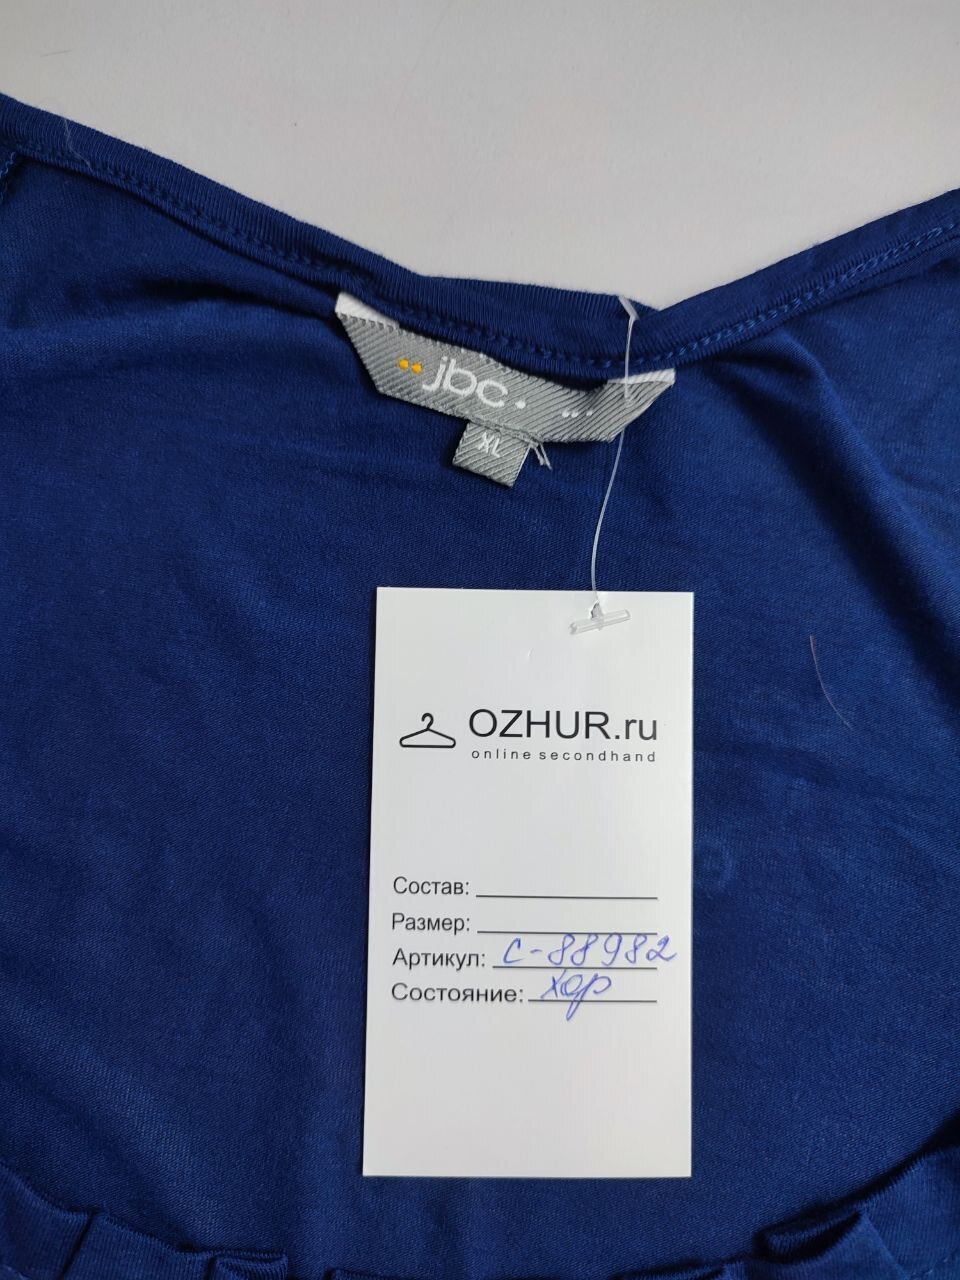 jbc
XL
OZHUR.ru
online secondhand
Состав:
Размер:
Артикул: С-88982
Состояние: хор